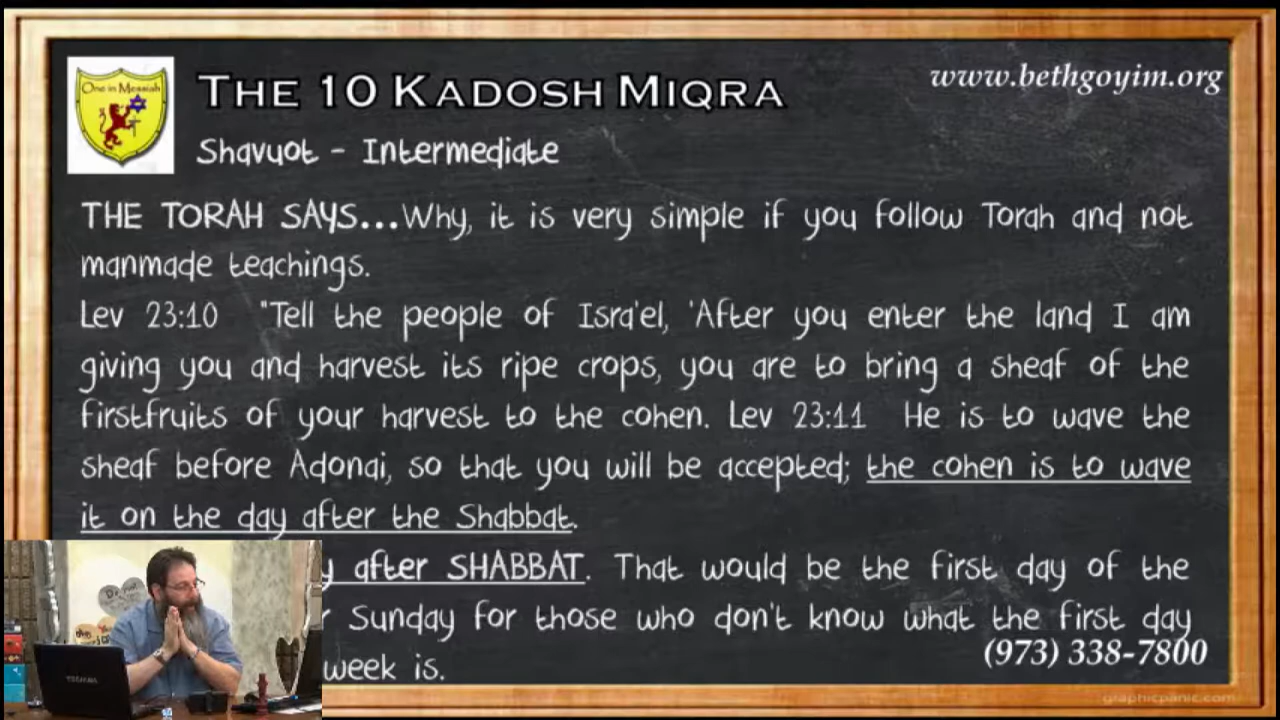 One in Messiah
THE 10 KADOSH MIQRA
www.bethgoyim.org
Shavuot - Intermediate
THE TORAH SAYS...Why, it is very simple if you follow Torah and not
manmade teachings.
Lev 23:10 "Tell the people of Isra'el, 'After you enter the land I am
giving you and harvest its ripe crops, you are to bring a sheaf of the
firstfruits of your harvest to the cohen. Lev 23:11 He is to wave the
sheaf before Adonai, so that you will be accepted; the cohen is to wave
it on the day after the Shabbat.
y after SHABBAT. That would be the first day of the
r Sunday for those who don't know what the first day
week is.
(973) 338-7800
graphicpanic.com
TOSHIBA